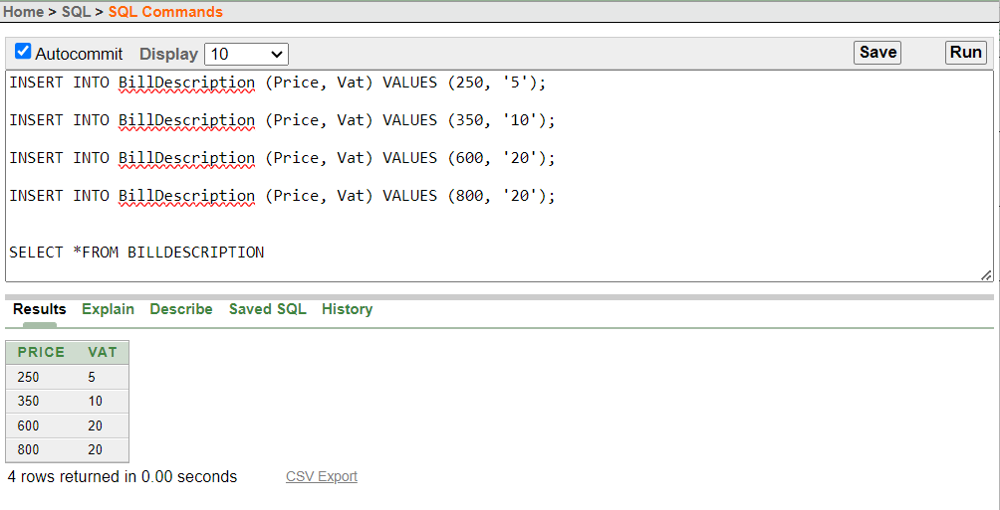 Home > SQL > SQL Commands
Autocommit Display 10 Save Run
INSERT INTO BillDescription (Price, Vat) VALUES (250, '5');
INSERT INTO BillDescription (Price, Vat) VALUES (350, '10');
INSERT INTO BillDescription (Price, Vat) VALUES (600, '20');
INSERT INTO BillDescription (Price, Vat) VALUES (800, '20');
SELECT *FROM BILLDESCRIPTION
Results Explain Describe Saved SQL History
PRICE VAT
250 5
350 10
600 20
800 20
4 rows returned in 0.00 seconds CSV Export